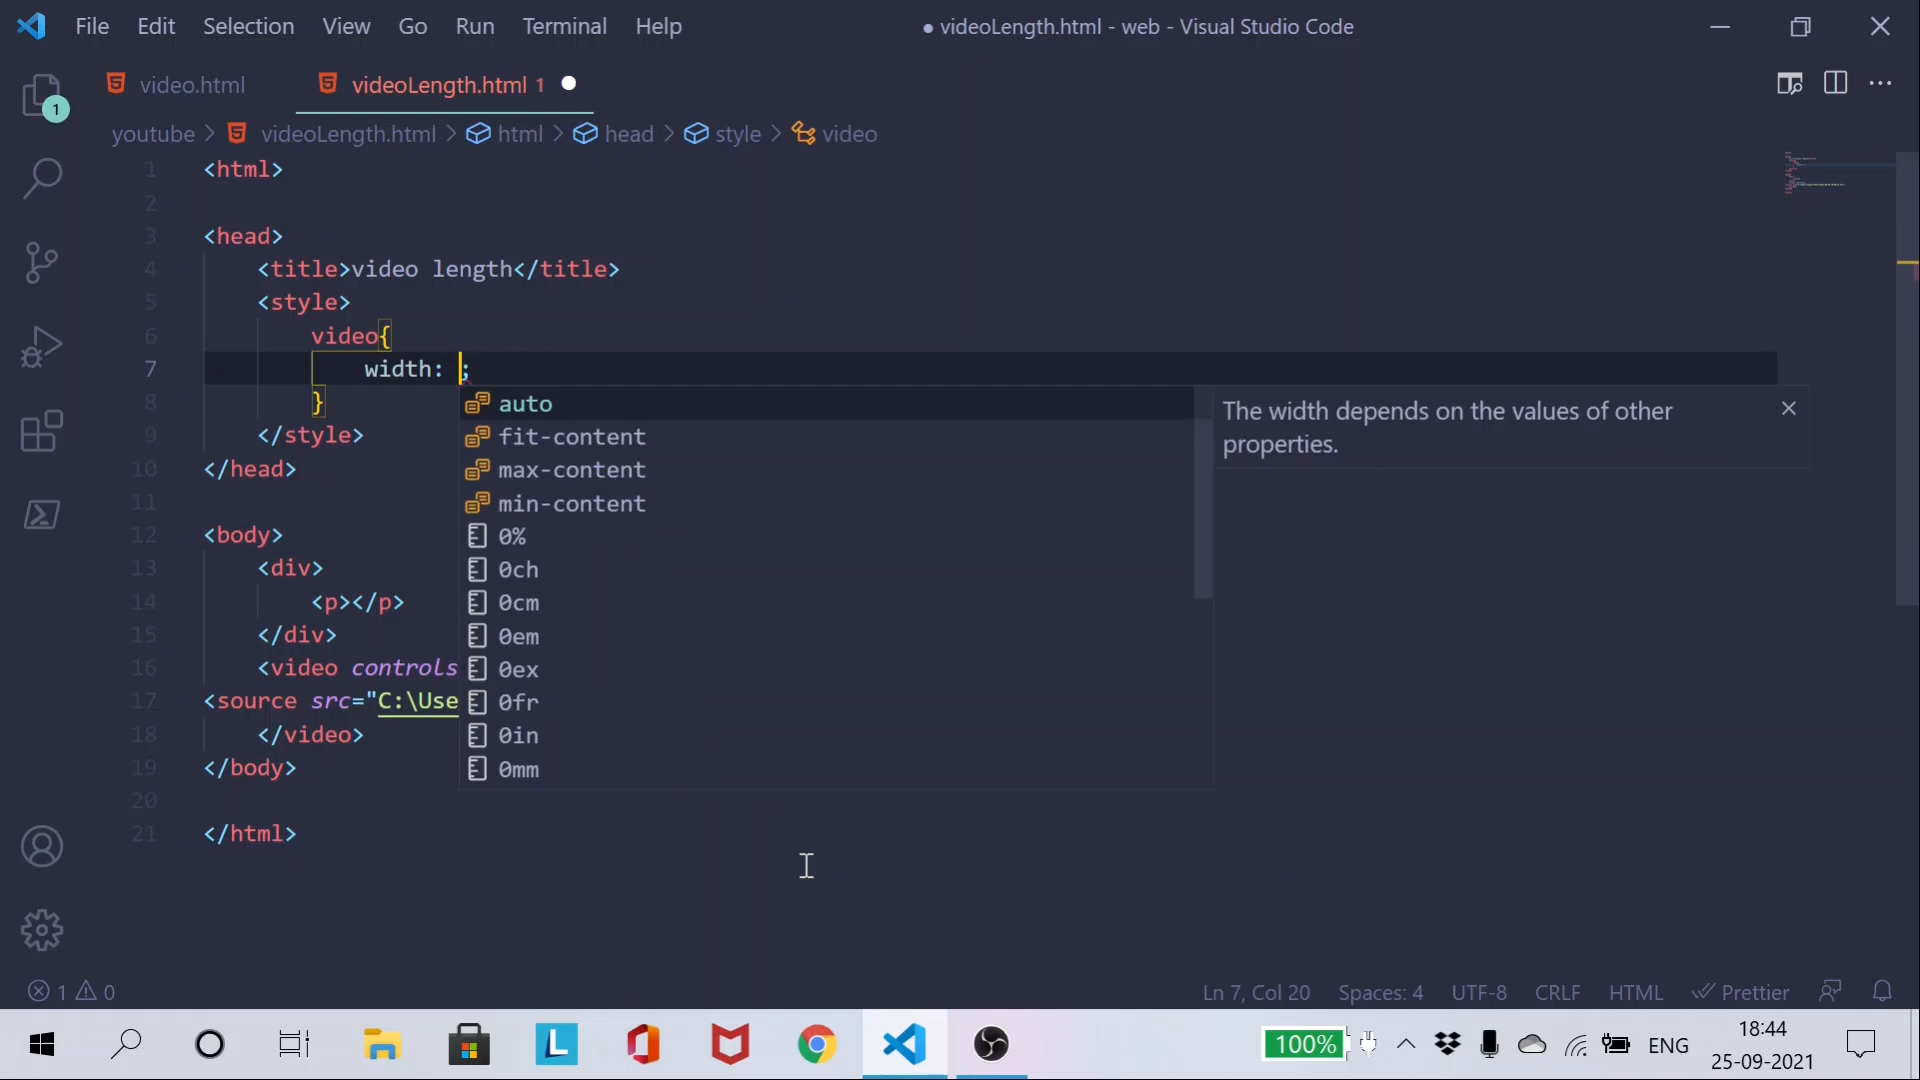 File Edit Selection View Go Run Terminal Help
● videoLength.html - web - Visual Studio Code
video.html
videoLength.html 1
1
youtube > videoLength.html > html > head > style > video
1 <html>
2
3 <head>
4 <title>video length</title>
5 <style>
6 video{
7 width: ;
8 }
9 </style>
10 </head>
11
12 <body>
13 <div>
14 <p></p>
15 </div>
16 <video controls
17 <source src="C:\Use
18 </video>
19 </body>
20
21 </html>
auto
fit-content
max-content
min-content
0%
0ch
0cm
0em
0ex
0fr
0in
0mm
The width depends on the values of other
properties.
1 0
Ln 7, Col 20 Spaces: 4 UTF-8 CRLF HTML Prettier
L
100%
ENG
18:44
25-09-2021